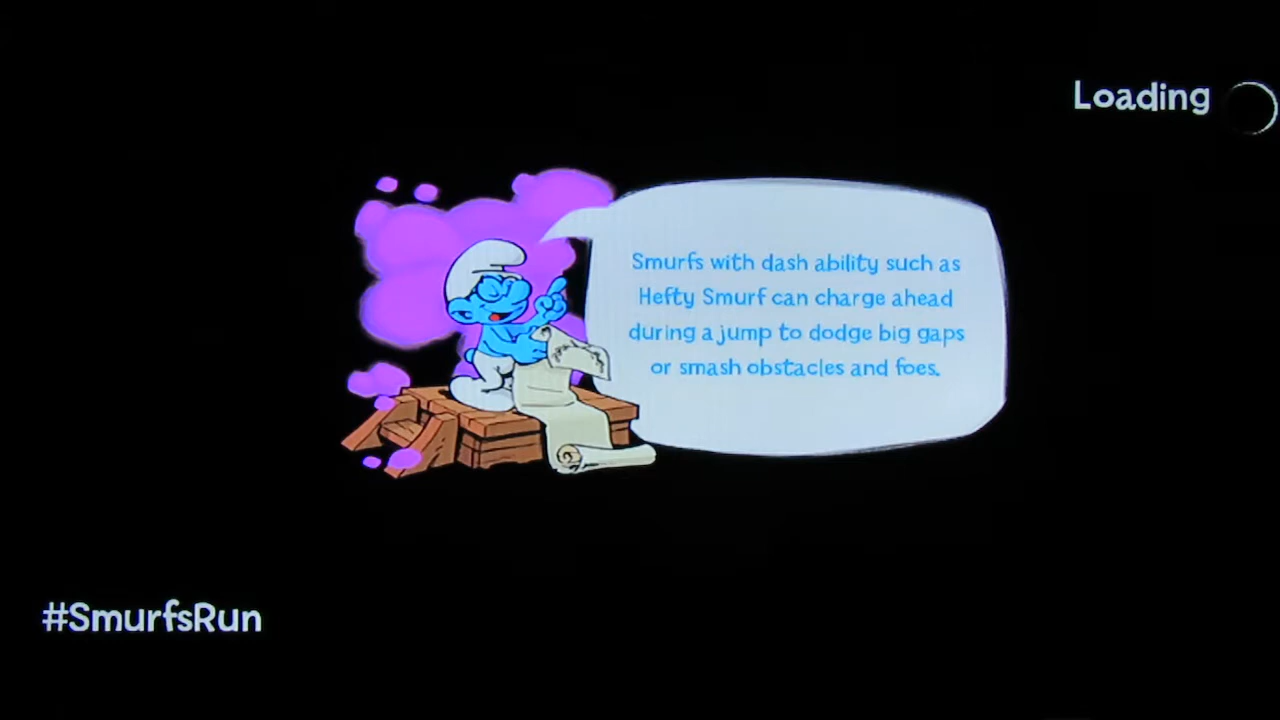 Loading
Smurfs with dash ability such as
Hefty Smurf can charge ahead
during a jump to dodge big gaps
or smash obstacles and foes.
#SmurfsRun